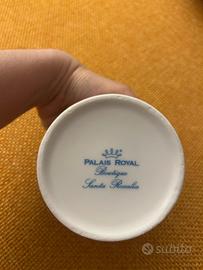 PALAIS ROYAL
Boutique
Santa Rosalia
subito